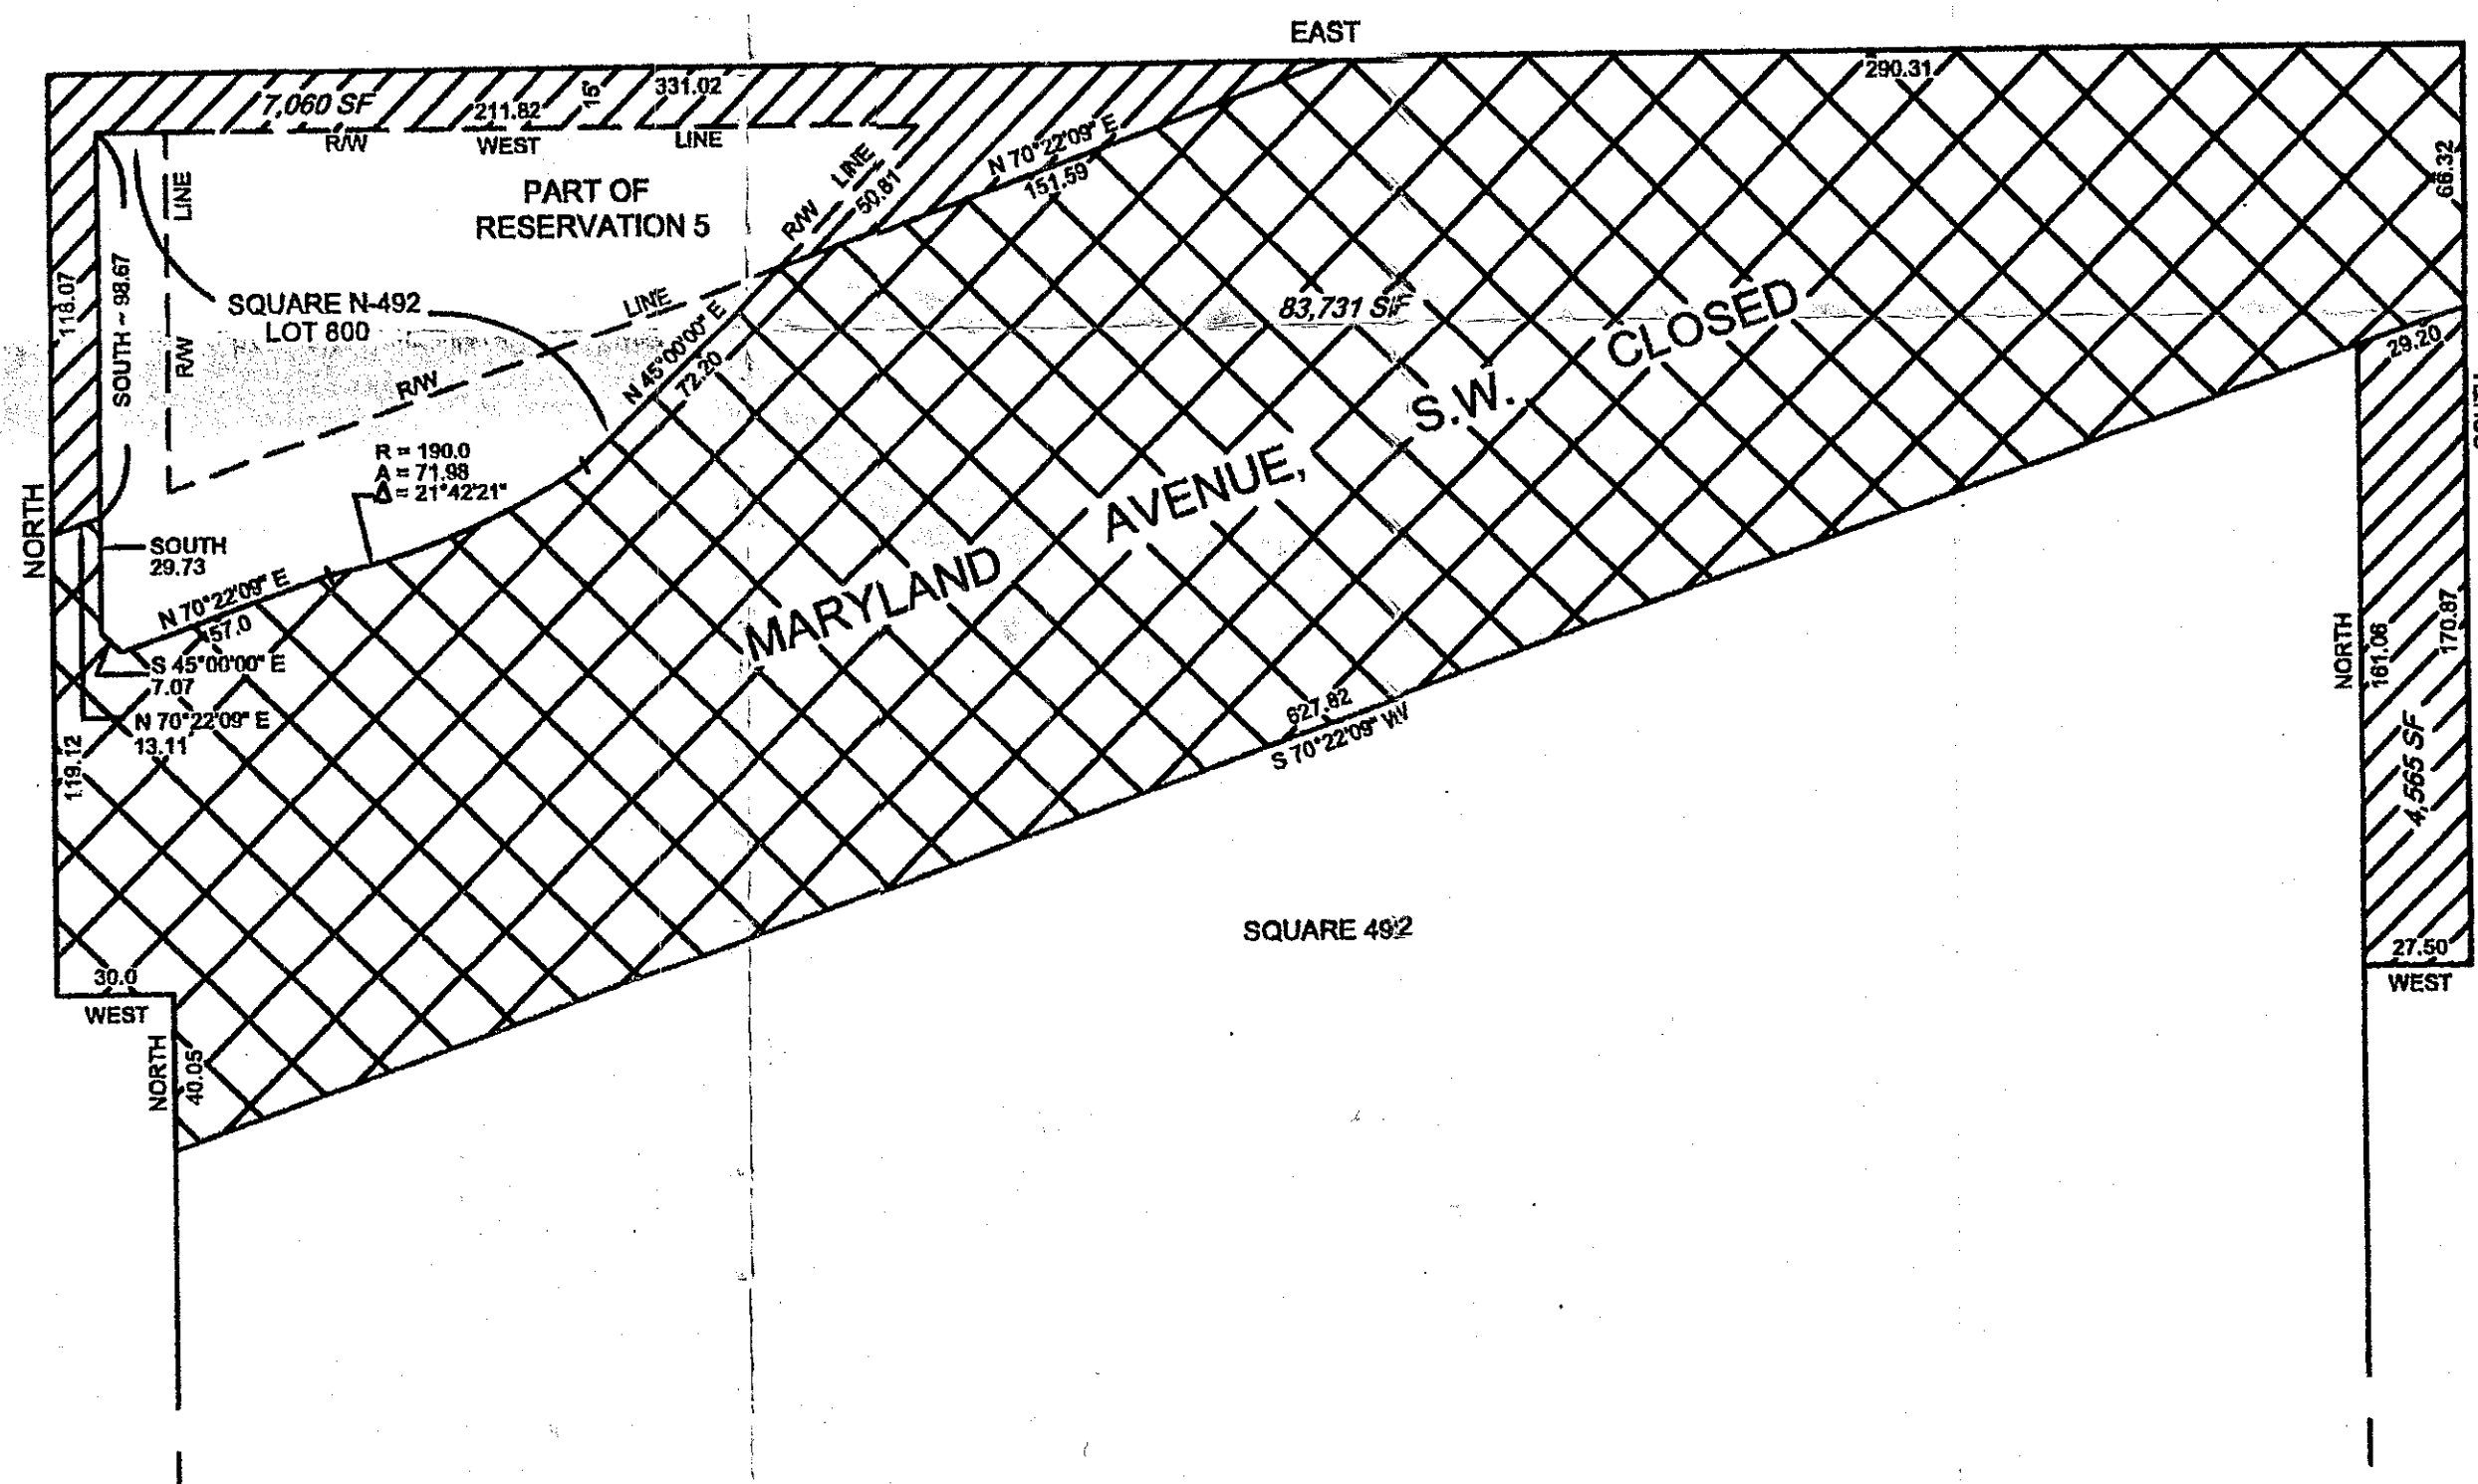 EAST
7,060 SF
211.82
15'
331.02
290.31
R/W
WEST
LINE
N 70°22'09" E
151.59
66.32
LINE
R/W
PART OF
RESERVATION 5
R/W
LINE
50.81
118.07
SOUTH ~ 98.67
SQUARE N-492
LOT 800
R/W
LINE
N 45°00'00" E
72.20
83,731 SF
29.20
R = 190.0
A = 71.98
Δ = 21°42'21"
NORTH
SOUTH
29.73
MARYLAND AVENUE, S.W. CLOSED
N 70°22'09" E
57.0
S 45°00'00" E
7.07
N 70°22'09" E
13.11
119.12
627.82
S 70°22'09" W
NORTH
161.06
170.87
4,565 SF
SQUARE 492
27.50
WEST
30.0
WEST
NORTH
40.05